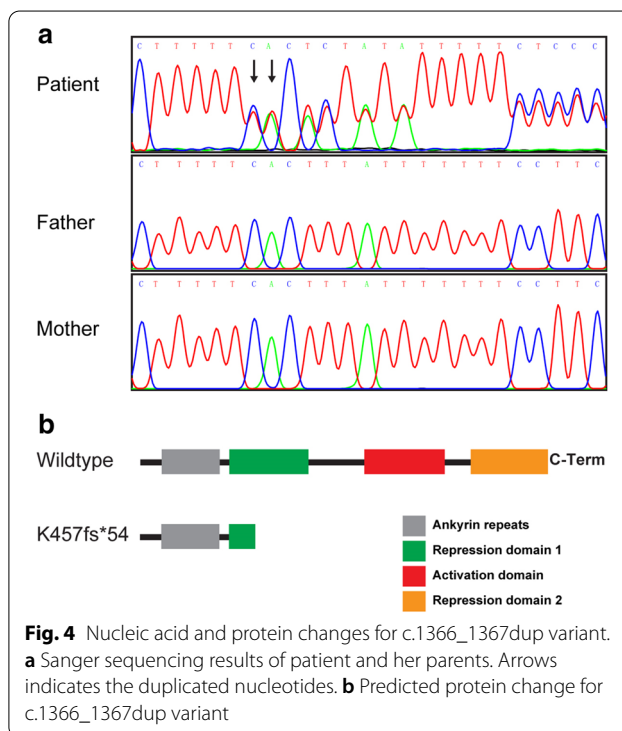 a
C T T T T T C A C T C T A T A T T T T T C T C C C
Patient
C T T T T T C A C T T T A T T T T T T C C T T C
Father
C T T T T T C A C T T T A T T T T T T C C T T C
Mother
b
Wildtype
C-Term
K457fs*54
Ankyrin repeats
Repression domain 1
Activation domain
Repression domain 2
Fig. 4 Nucleic acid and protein changes for c.1366_1367dup variant.
a Sanger sequencing results of patient and her parents. Arrows
indicates the duplicated nucleotides. b Predicted protein change for
c.1366_1367dup variant